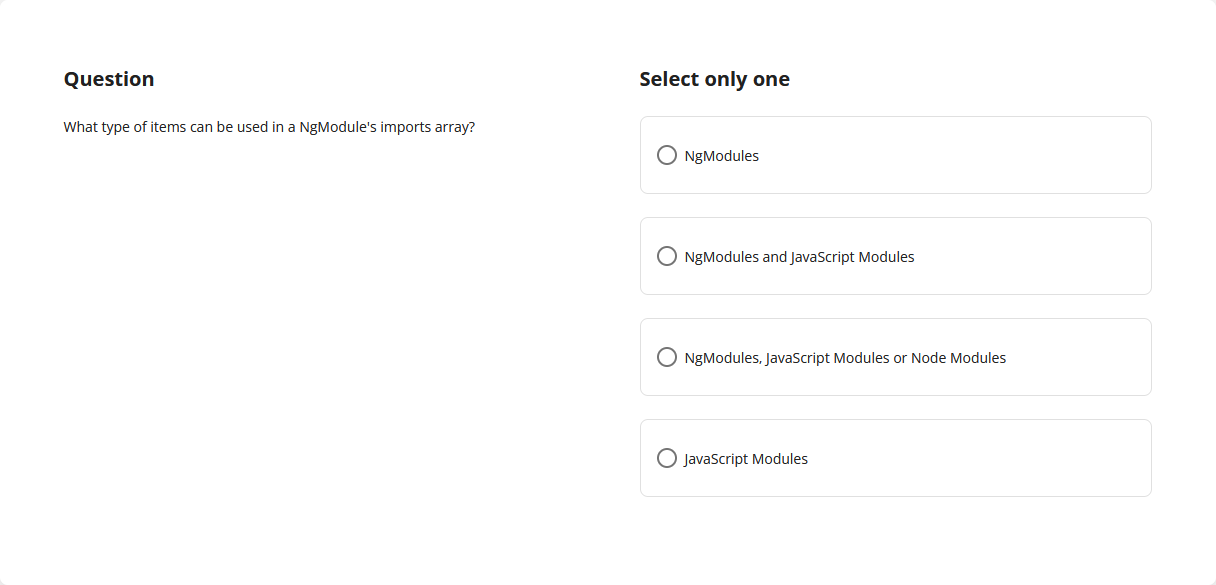 Question
What type of items can be used in a NgModule's imports array?
Select only one
NgModules
NgModules and JavaScript Modules
NgModules, JavaScript Modules or Node Modules
JavaScript Modules